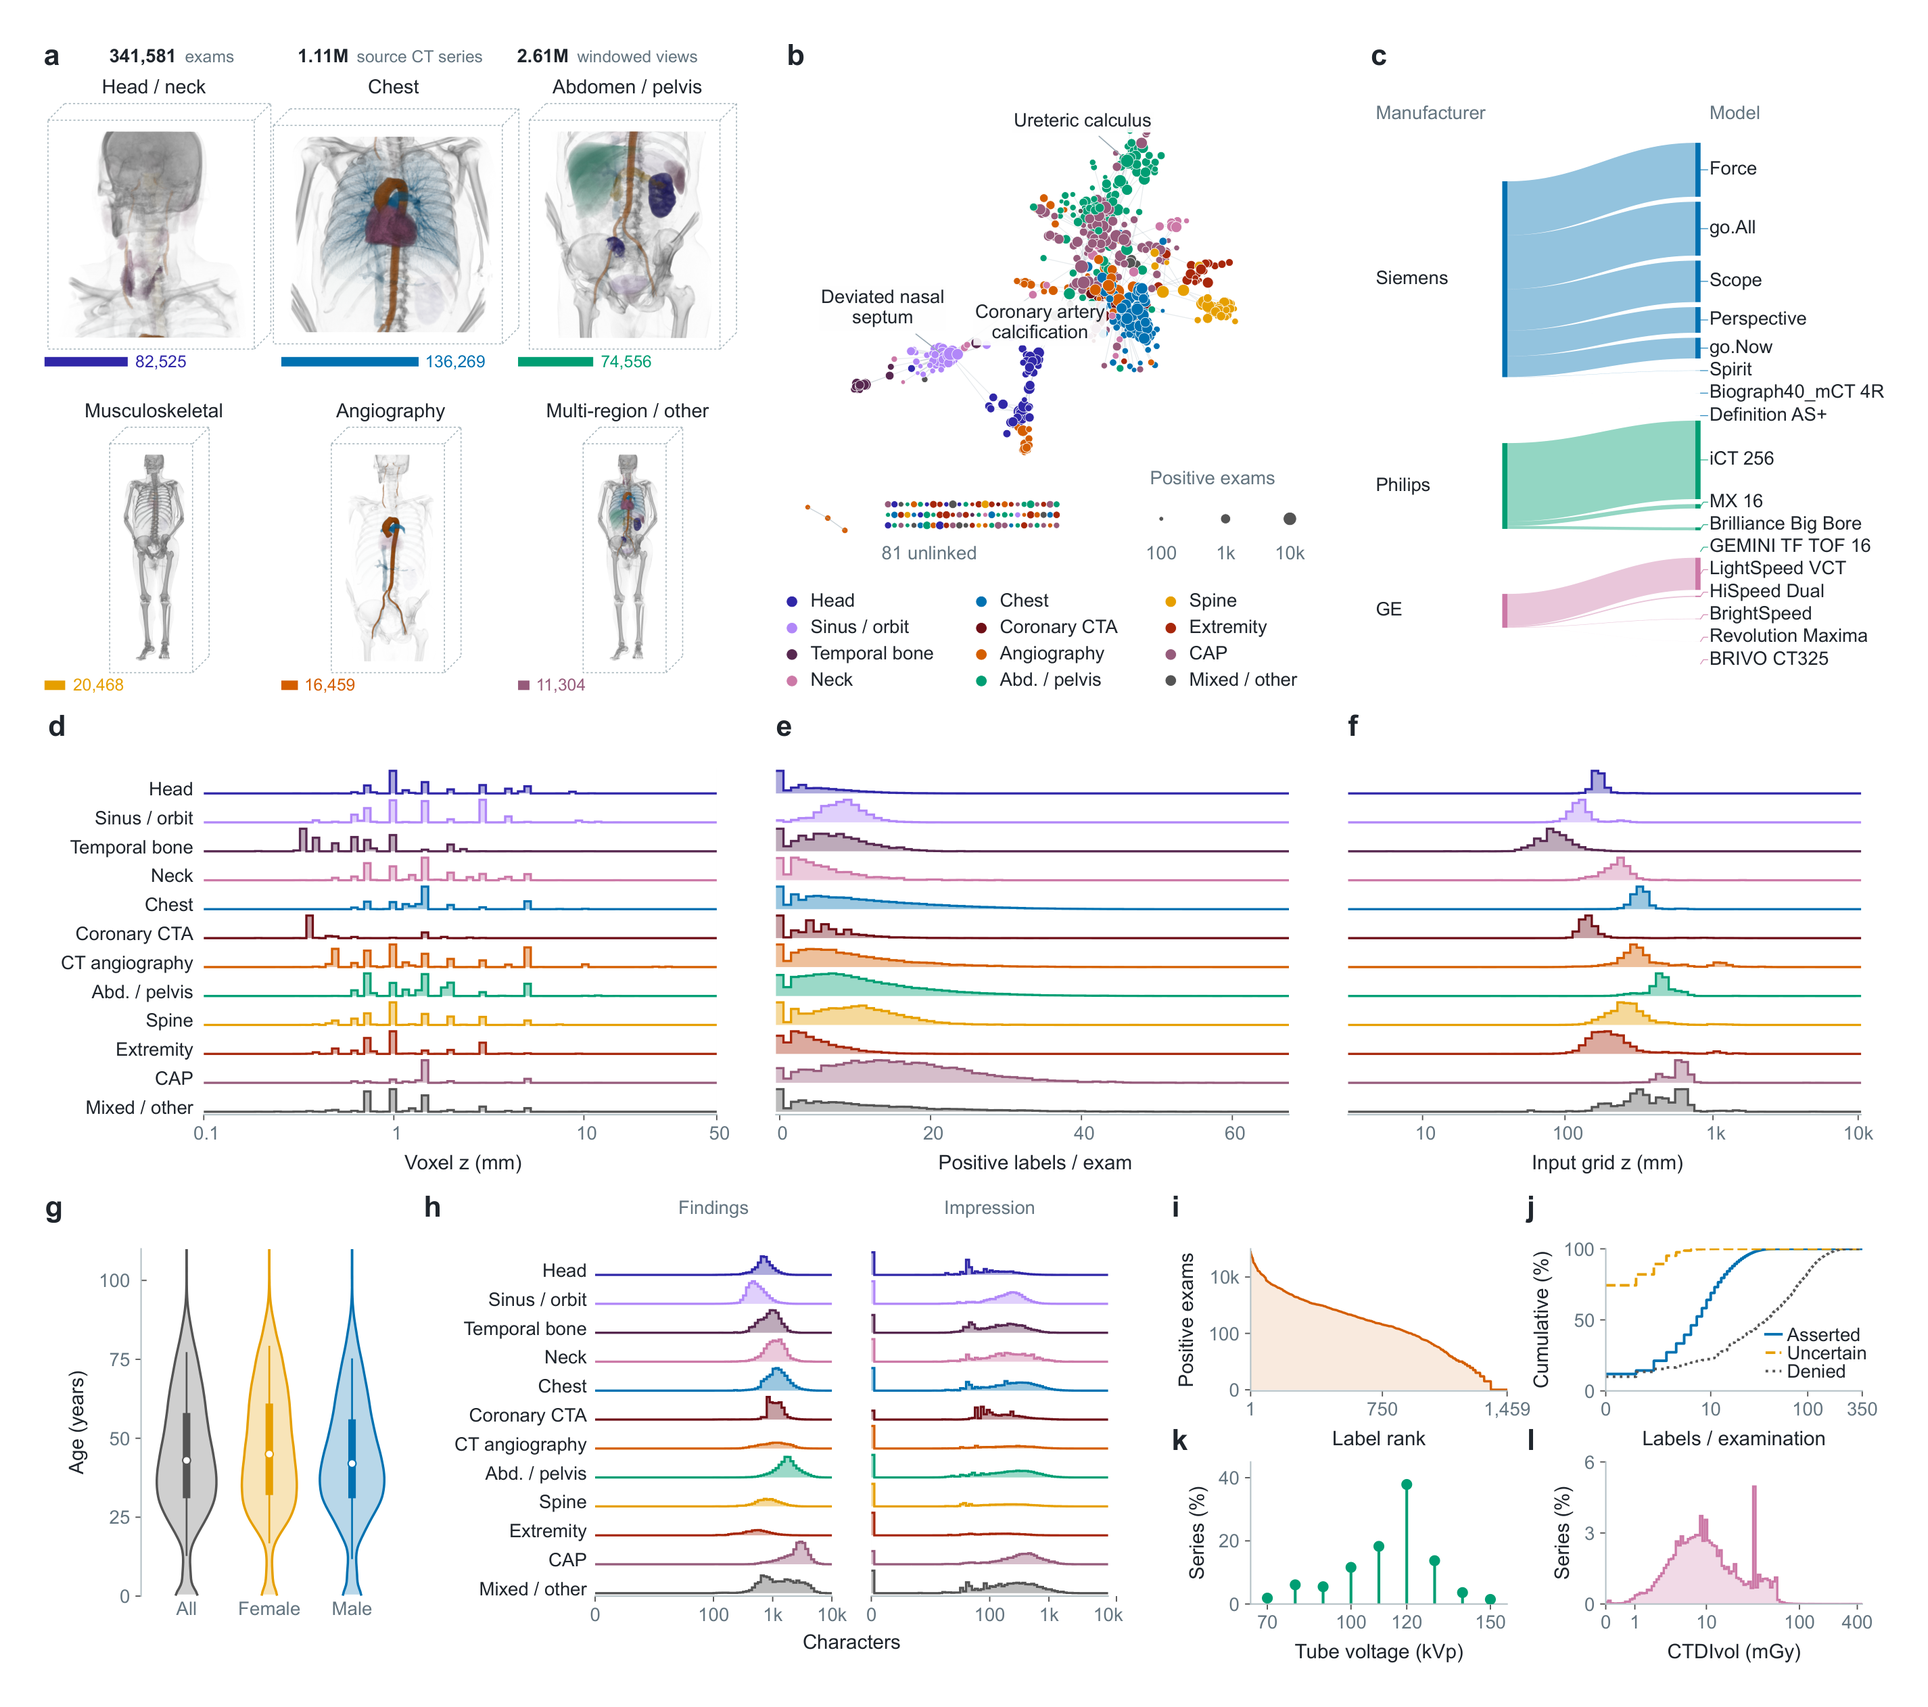 a
341,581 exams
1.11M source CT series
2.61M windowed views
Head / neck
Chest
Abdomen / pelvis
82,525
136,269
74,556
Musculoskeletal
Angiography
Multi-region / other
20,468
16,459
11,304
b
Ureteric calculus
Deviated nasal
septum
Coronary artery
calcification
81 unlinked
Positive exams
100
1k
10k
Head
Sinus / orbit
Temporal bone
Neck
Chest
Coronary CTA
Angiography
Abd. / pelvis
Spine
Extremity
CAP
Mixed / other
c
Manufacturer
Model
Siemens
Philips
GE
Force
go.All
Scope
Perspective
go.Now
Spirit
Biograph40_mCT 4R
Definition AS+
iCT 256
MX 16
Brilliance Big Bore
GEMINI TF TOF 16
LightSpeed VCT
HiSpeed Dual
BrightSpeed
Revolution Maxima
BRIVO CT325
d
Head
Sinus / orbit
Temporal bone
Neck
Chest
Coronary CTA
CT angiography
Abd. / pelvis
Spine
Extremity
CAP
Mixed / other
0.1
1
10
50
Voxel z (mm)
e
0
20
40
60
Positive labels / exam
f
10
100
1k
10k
Input grid z (mm)
g
Age (years)
100
75
50
25
0
All
Female
Male
h
Findings
Impression
Head
Sinus / orbit
Temporal bone
Neck
Chest
Coronary CTA
CT angiography
Abd. / pelvis
Spine
Extremity
CAP
Mixed / other
0
100
1k
10k
0
100
1k
10k
Characters
i
Positive exams
10k
100
0
1
750
1,459
Label rank
j
Cumulative (%)
100
50
0
Asserted
Uncertain
Denied
0
10
100
350
Labels / examination
k
Series (%)
40
20
0
70
100
120
150
Tube voltage (kVp)
l
Series (%)
6
3
0
0
1
10
100
400
CTDIvol (mGy)